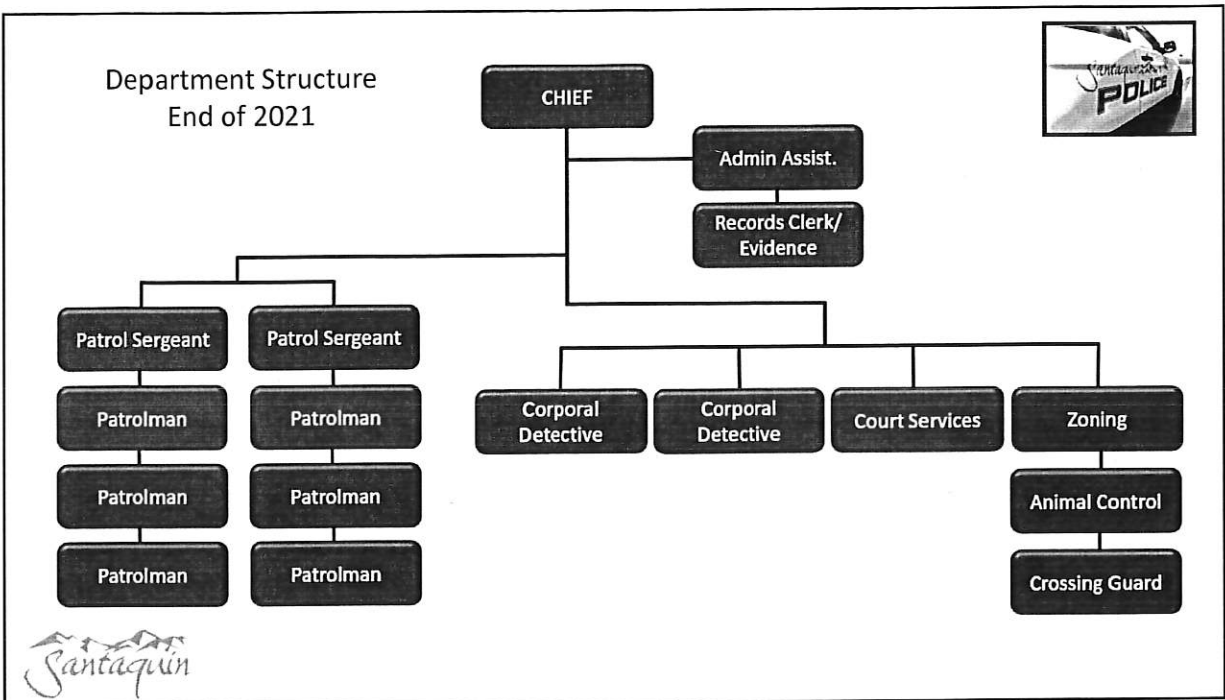 Department Structure
End of 2021
CHIEF
Santaquin
POLICE
Admin Assist.
Records Clerk/
Evidence
Patrol Sergeant
Patrolman
Patrolman
Patrolman
Patrol Sergeant
Patrolman
Patrolman
Patrolman
Corporal
Detective
Corporal
Detective
Court Services
Zoning
Animal Control
Crossing Guard
Santaquin